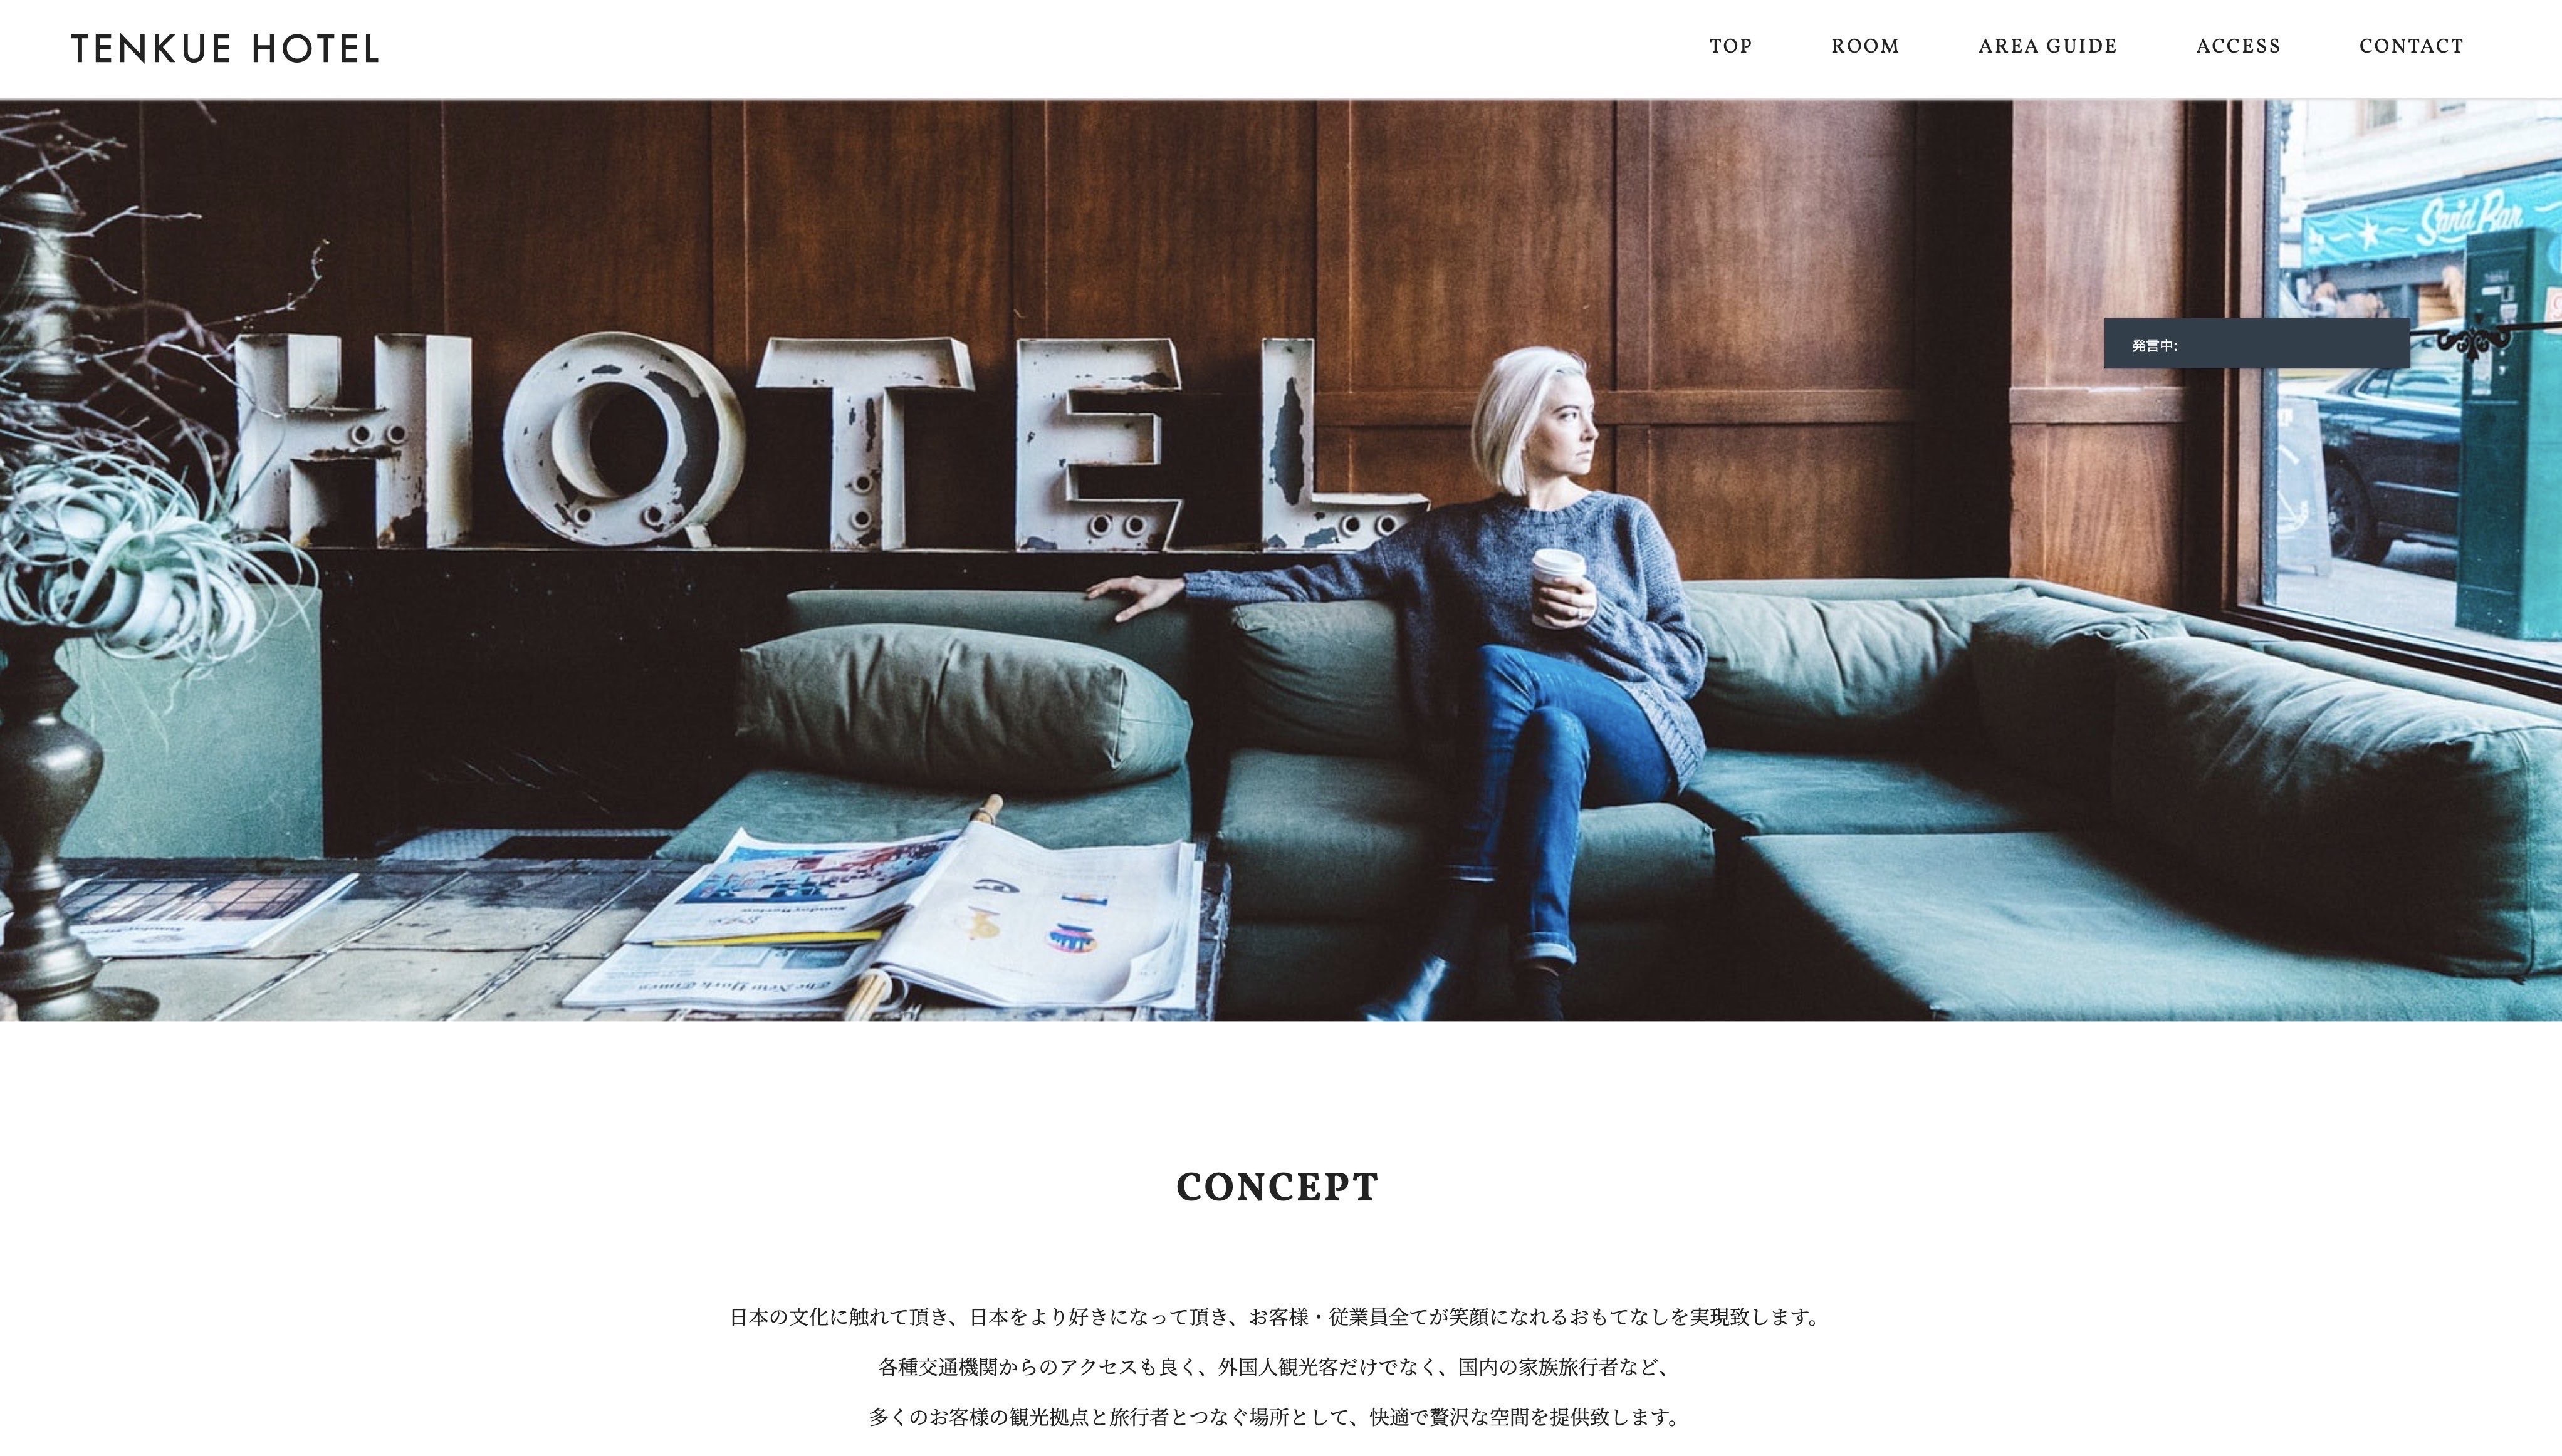 TENKUE HOTEL
TOP ROOM AREA GUIDE ACCESS CONTACT
Sand Bar
発言中:
HOTEL
The New York Times
CONCEPT
日本の文化に触れて頂き、日本をより好きになって頂き、お客様・従業員全てが笑顔になれるおもてなしを実現致します。
各種交通機関からのアクセスも良く、外国人観光客だけでなく、国内の家族旅行者など、
多くのお客様の観光拠点と旅行者とつなぐ場所として、快適で贅沢な空間を提供致します。